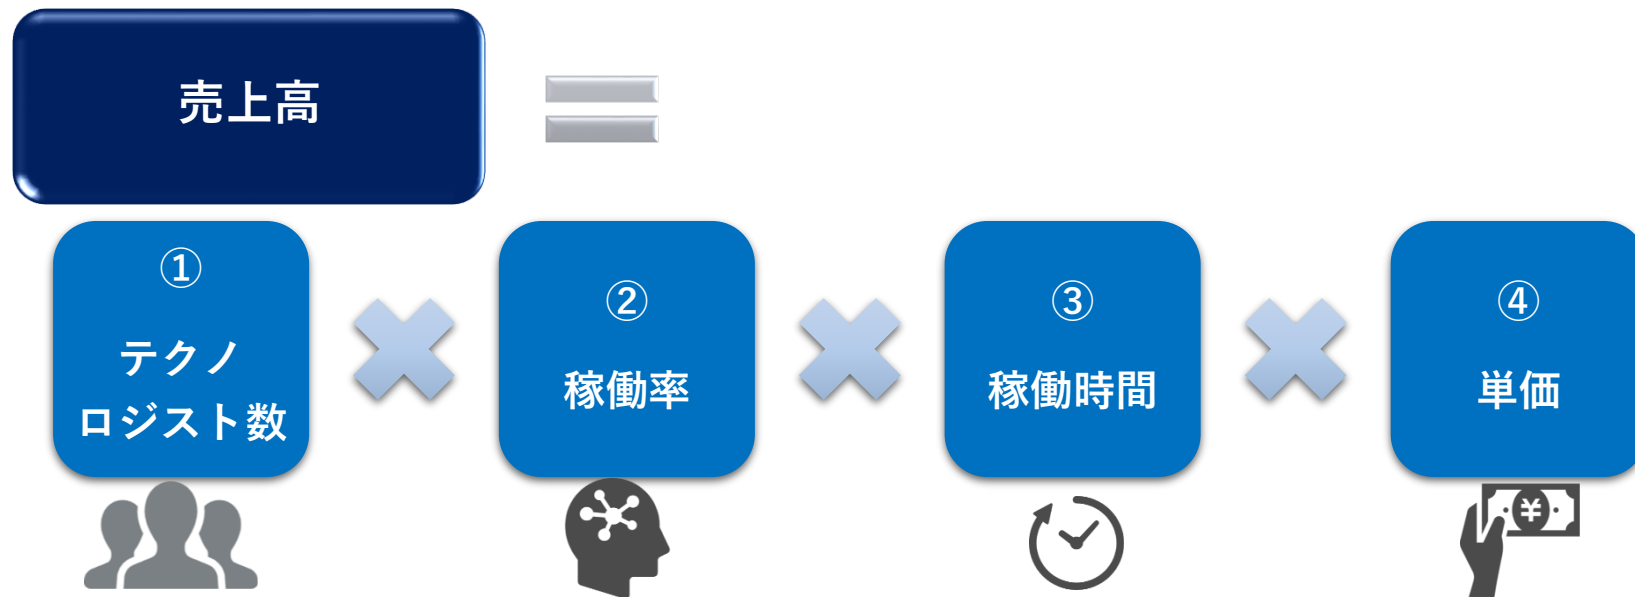 売上高
①
テクノ
ロジスト数
②
稼働率
③
稼働時間
④
単価
¥